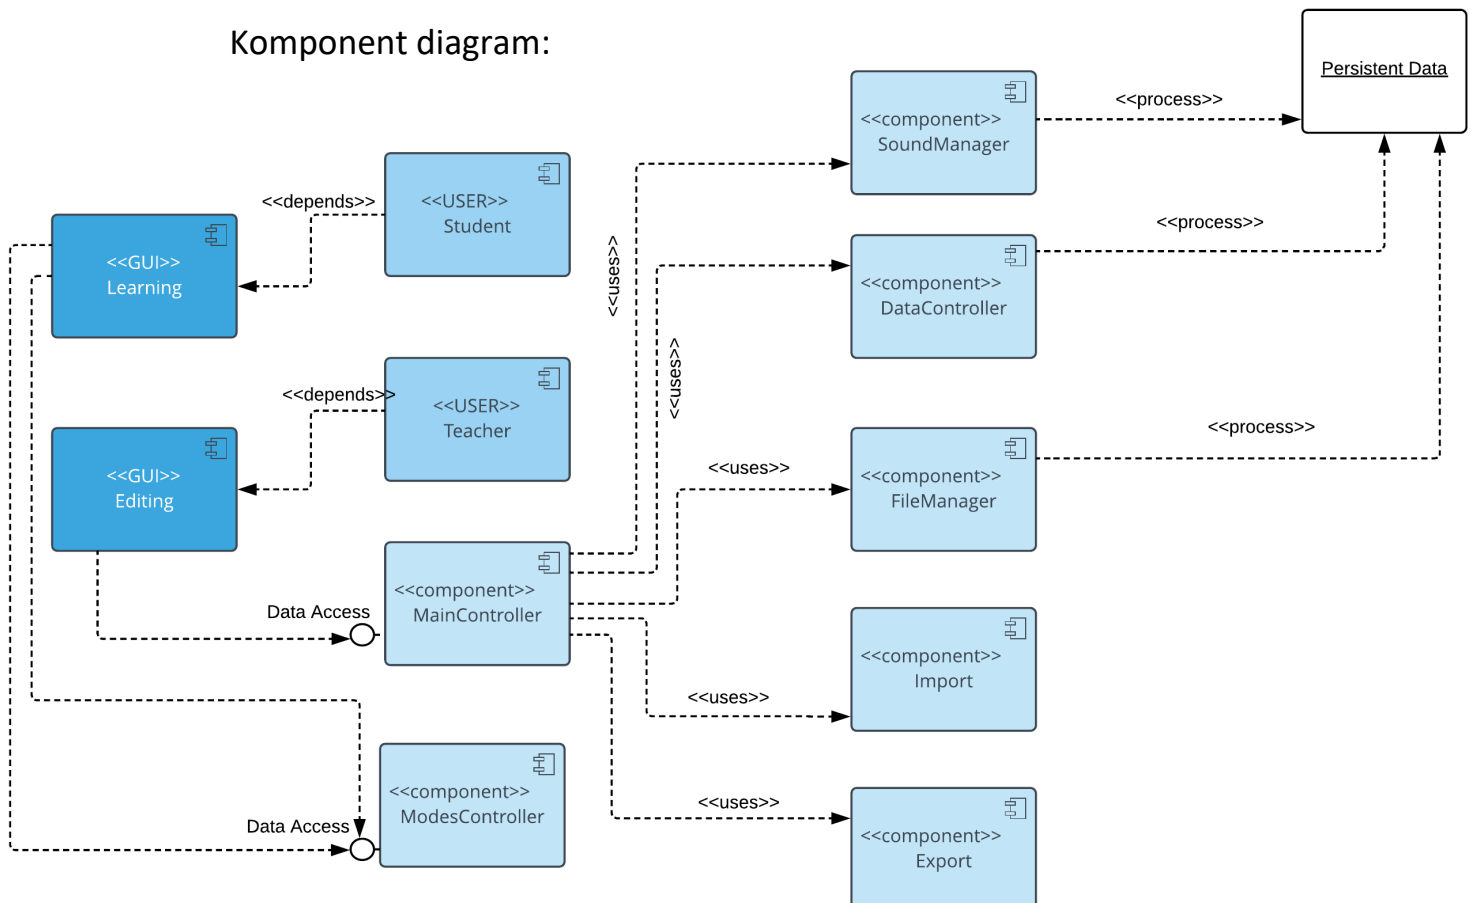 Komponent diagram:
Persistent Data
<<component>>
SoundManager
<<process>>
<<USER>>
Student
<<depends>>
<<GUI>>
Learning
<<uses>>
<<component>>
DataController
<<process>>
<<uses>>
<<USER>>
Teacher
<<depends>>
<<GUI>>
Editing
<<component>>
FileManager
<<process>>
<<uses>>
<<component>>
MainController
Data Access
<<component>>
Import
<<uses>>
<<component>>
ModesController
Data Access
<<uses>>
<<component>>
Export